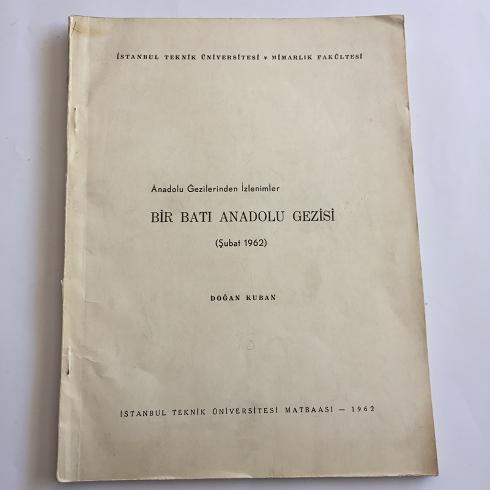 İSTANBUL TEKNİK ÜNİVERSİTESİ * MİMARLIK FAKÜLTESİ
Anadolu Gezilerinden İzlenimler
BİR BATI ANADOLU GEZİSİ
(Şubat 1962)
DOĞAN KUBAN
İSTANBUL TEKNİK ÜNİVERSİTESİ MATBAASI — 1962